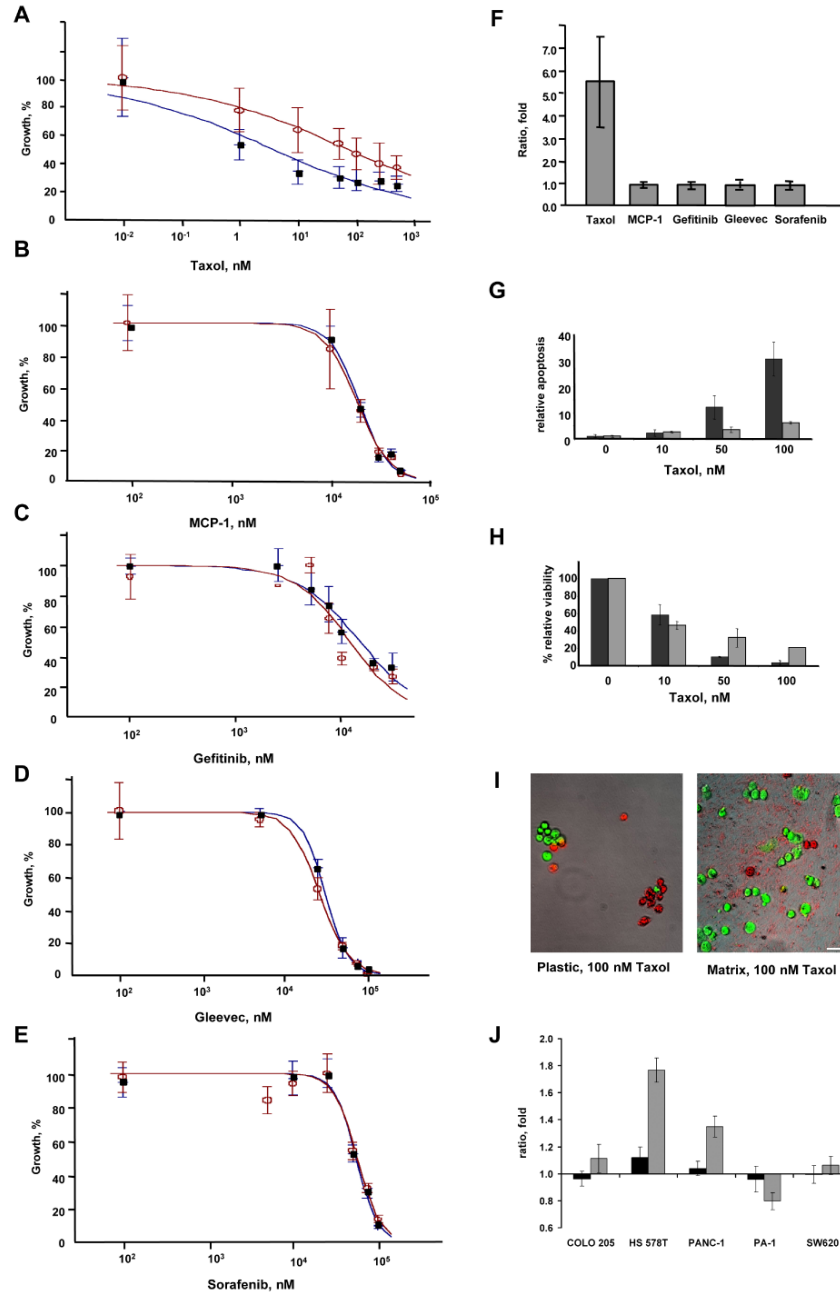 A
Growth, %
100
80
60
40
20
0
10-2
10-1
1
101
102
103
Taxol, nM
B
Growth, %
100
80
60
40
20
0
102
103
104
105
MCP-1, nM
C
Growth, %
100
80
60
40
20
0
102
103
104
Gefitinib, nM
D
Growth, %
100
80
60
40
20
0
102
103
104
105
Gleevec, nM
E
Growth, %
100
80
60
40
20
0
102
103
104
105
Sorafenib, nM
F
Ratio, fold
7.0
6.0
5.0
4.0
3.0
2.0
1.0
0.0
Taxol MCP-1 Gefitinib Gleevec Sorafenib
G
relative apoptosis
40
30
20
10
0
0 10 50 100
Taxol, nM
H
% relative viability
100
80
60
40
20
0
0 10 50 100
Taxol, nM
I
Plastic, 100 nM Taxol
Matrix, 100 nM Taxol
J
ratio, fold
2.0
1.8
1.6
1.4
1.2
1.0
0.8
0.6
COLO 205 HS 578T PANC-1 PA-1 SW620